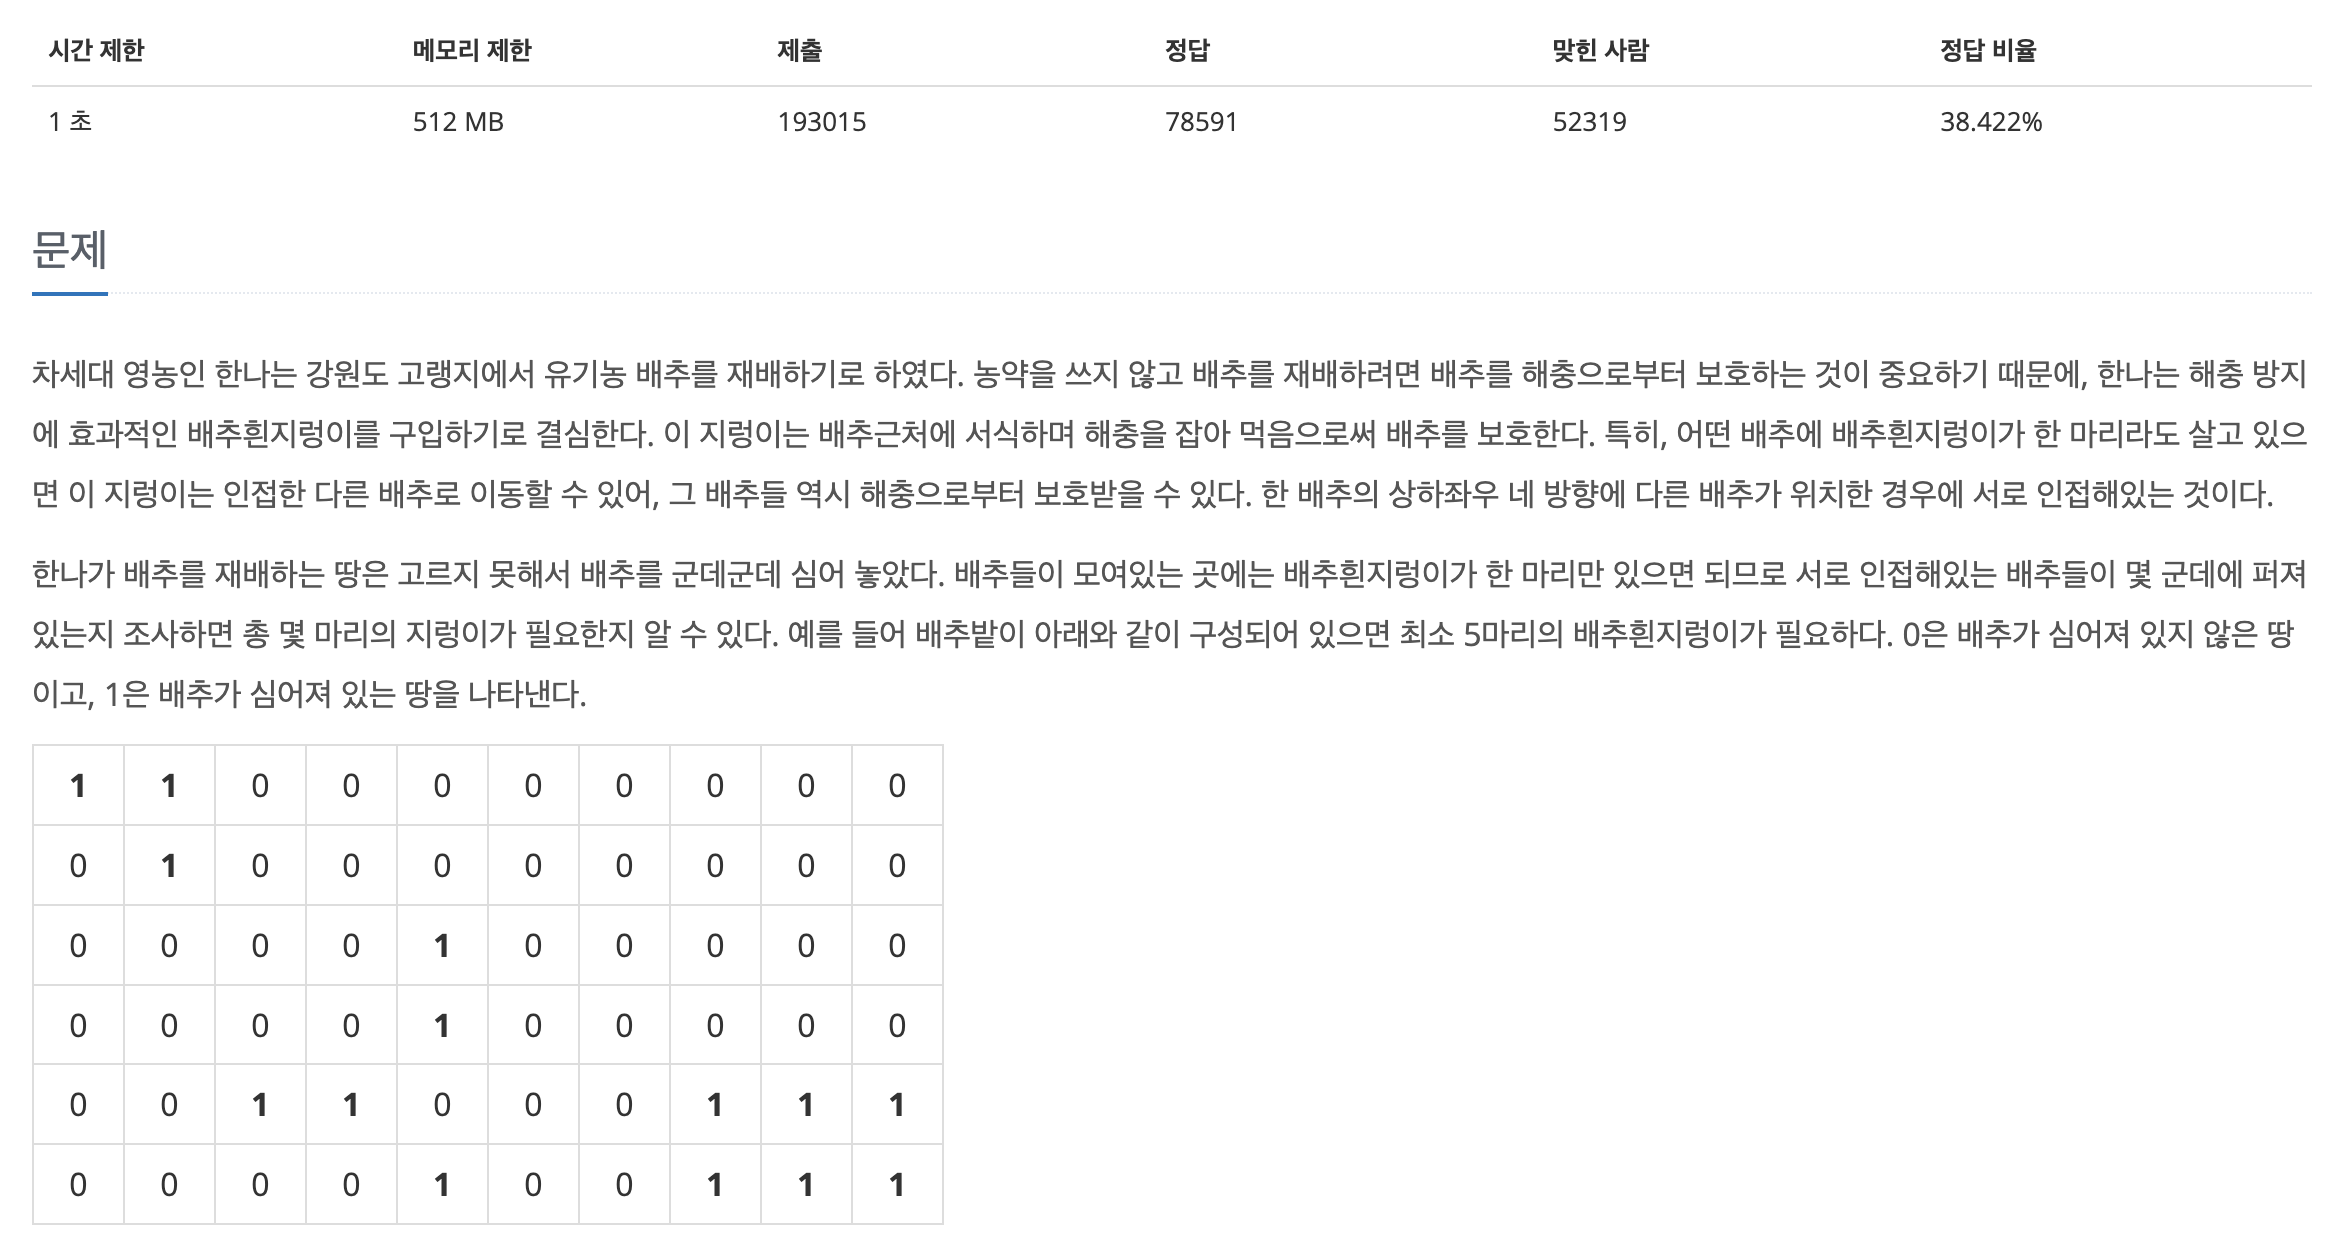 시간 제한 메모리 제한 제출 정답 맞힌 사람 정답 비율
1 초 512 MB 193015 78591 52319 38.422%
문제
차세대 영농인 한나는 강원도 고랭지에서 유기농 배추를 재배하기로 하였다. 농약을 쓰지 않고 배추를 재배하려면 배추를 해충으로부터 보호하는 것이 중요하기 때문에, 한나는 해충 방지
에 효과적인 배추흰지렁이를 구입하기로 결심한다. 이 지렁이는 배추근처에 서식하며 해충을 잡아 먹음으로써 배추를 보호한다. 특히, 어떤 배추에 배추흰지렁이가 한 마리라도 살고 있으
면 이 지렁이는 인접한 다른 배추로 이동할 수 있어, 그 배추들 역시 해충으로부터 보호받을 수 있다. 한 배추의 상하좌우 네 방향에 다른 배추가 위치한 경우에 서로 인접해있는 것이다.
한나가 배추를 재배하는 땅은 고르지 못해서 배추를 군데군데 심어 놓았다. 배추들이 모여있는 곳에는 배추흰지렁이가 한 마리만 있으면 되므로 서로 인접해있는 배추들이 몇 군데에 퍼져
있는지 조사하면 총 몇 마리의 지렁이가 필요한지 알 수 있다. 예를 들어 배추밭이 아래와 같이 구성되어 있으면 최소 5마리의 배추흰지렁이가 필요하다. 0은 배추가 심어져 있지 않은 땅
이고, 1은 배추가 심어져 있는 땅을 나타낸다.
1 1 0 0 0 0 0 0 0 0
0 1 0 0 0 0 0 0 0 0
0 0 0 0 1 0 0 0 0 0
0 0 0 0 1 0 0 0 0 0
0 0 1 1 0 0 0 1 1 1
0 0 0 0 1 0 0 1 1 1